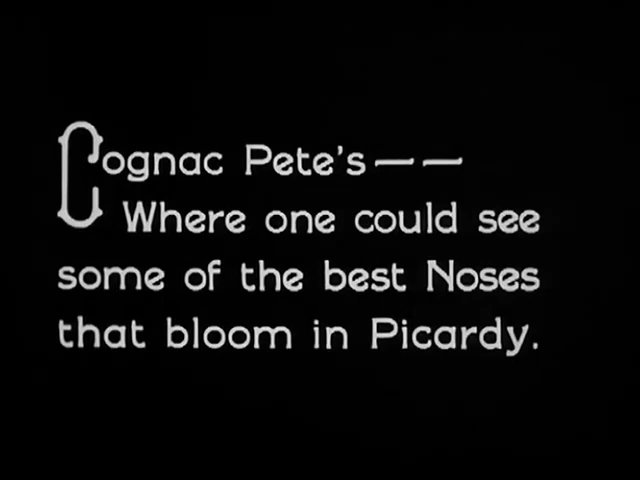 Cognac Pete's — —
Where one could see
some of the best Noses
that bloom in Picardy.